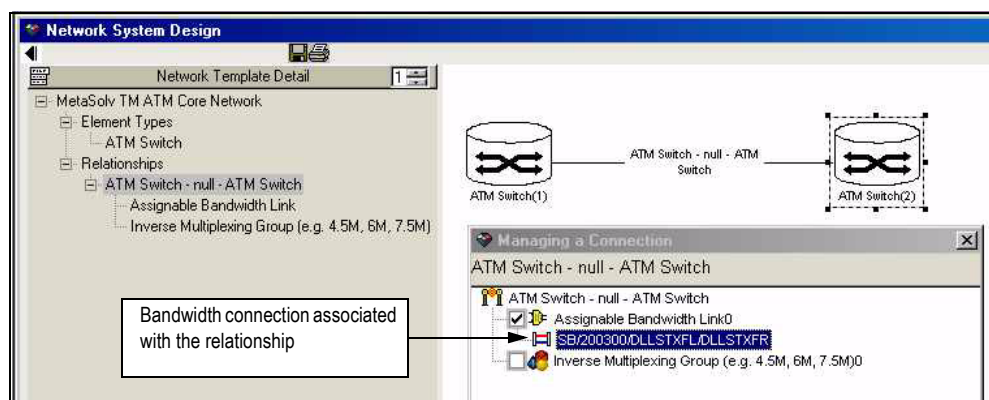 Network System Design
Network Template Detail
1
MetaSolv TM ATM Core Network
Element Types
ATM Switch
Relationships
ATM Switch - null - ATM Switch
Assignable Bandwidth Link
Inverse Multiplexing Group (e.g. 4.5M, 6M, 7.5M)
ATM Switch - null - ATM
Switch
ATM Switch(1)
ATM Switch(2)
Managing a Connection
ATM Switch - null - ATM Switch
ATM Switch - null - ATM Switch
Assignable Bandwidth Link0
SB/200300/DLLSTXFL/DLLSTXFR
Inverse Multiplexing Group (e.g. 4.5M, 6M, 7.5M)0
Bandwidth connection associated
with the relationship